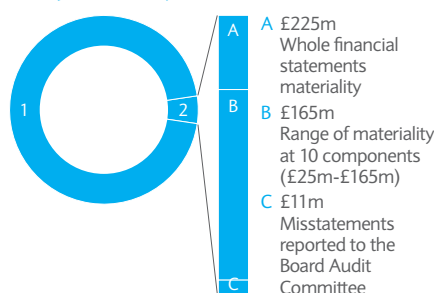 1
2
A
B
C
A £225m
Whole financial
statements
materiality
B £165m
Range of materiality
at 10 components
(£25m-£165m)
C £11m
Misstatements
reported to the
Board Audit
Committee